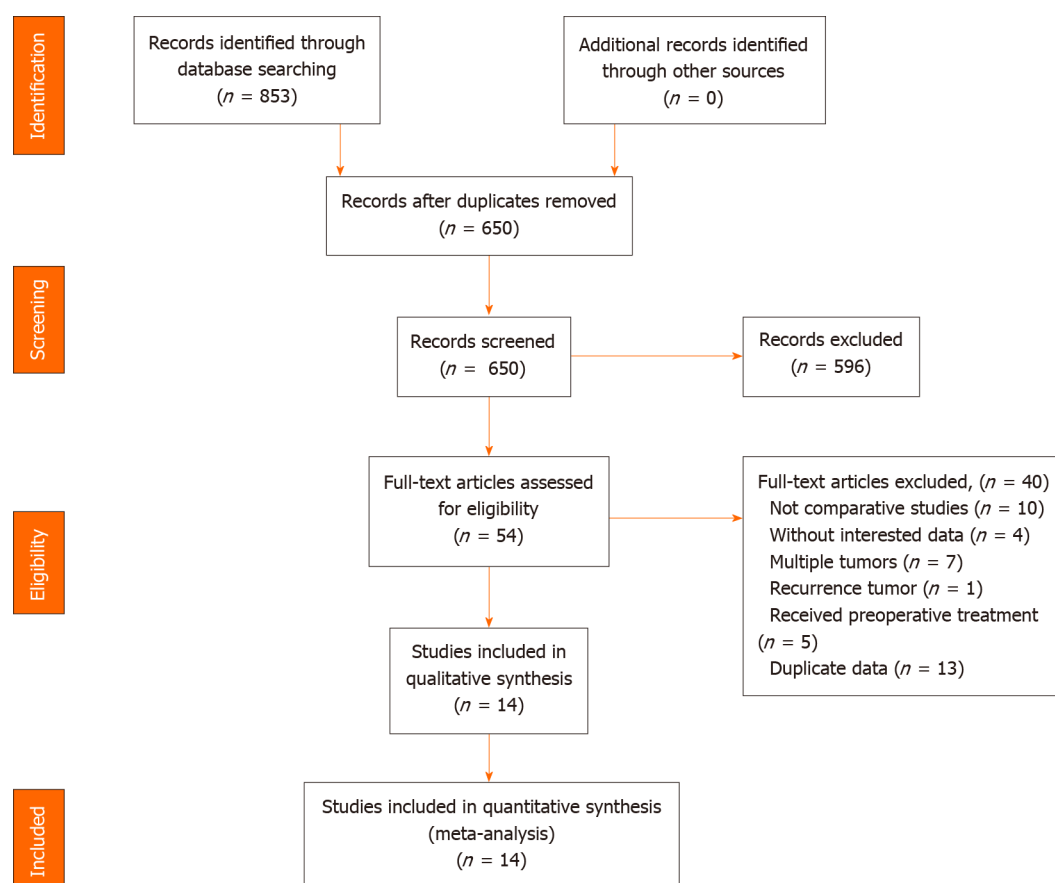 Identification
Records identified through
database searching
(n = 853)
Additional records identified
through other sources
(n = 0)
Records after duplicates removed
(n = 650)
Screening
Records screened
(n = 650)
Records excluded
(n = 596)
Eligibility
Full-text articles assessed
for eligibility
(n = 54)
Full-text articles excluded, (n = 40)
Not comparative studies (n = 10)
Without interested data (n = 4)
Multiple tumors (n = 7)
Recurrence tumor (n = 1)
Received preoperative treatment
(n = 5)
Duplicate data (n = 13)
Studies included in
qualitative synthesis
(n = 14)
Included
Studies included in quantitative synthesis
(meta-analysis)
(n = 14)